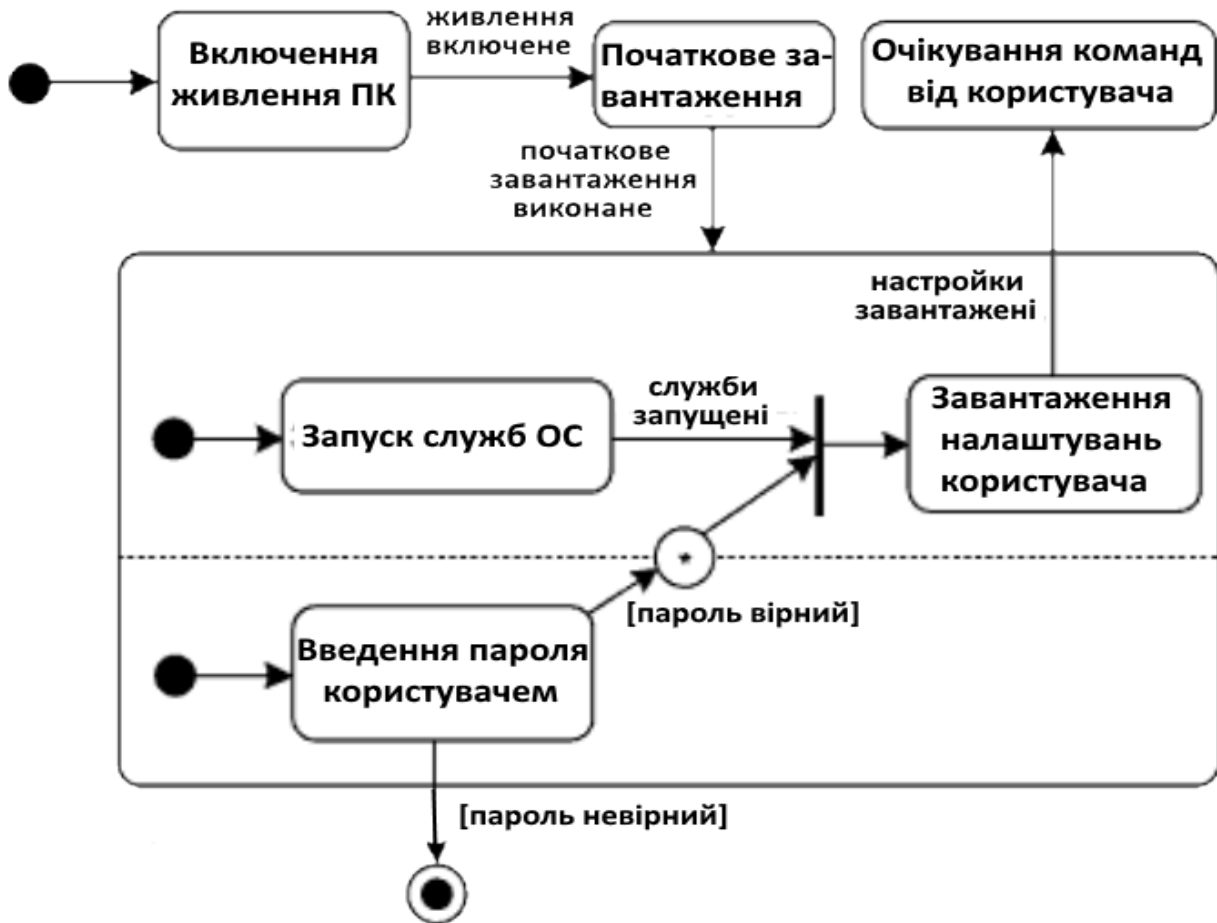 Включення
живлення ПК
живлення
включене
Початкове за-
вантаження
Очікування команд
від користувача
початкове
завантаження
виконане
настройки
завантажені
Запуск служб ОС
служби
запущені
Завантаження
налаштувань
користувача
*
[пароль вірний]
Введення пароля
користувачем
[пароль невірний]